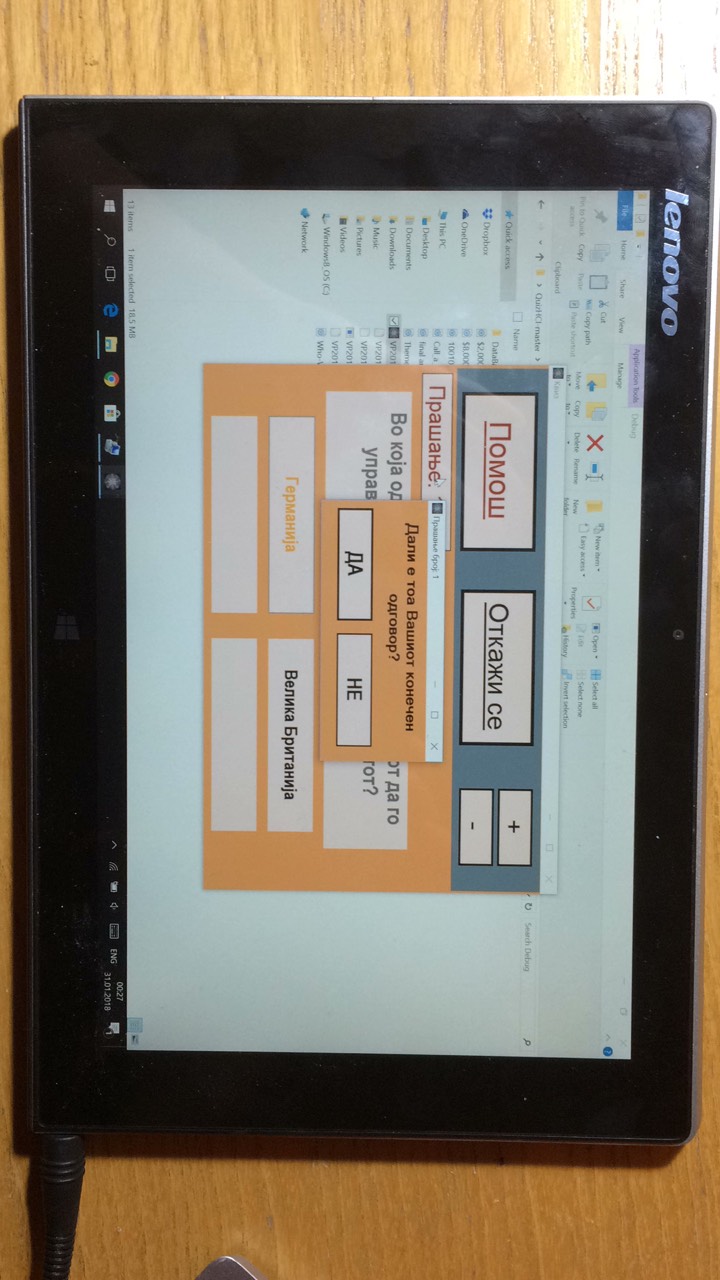 lenovo
Application Tools
Debug
File
Home
Share
View
Manage
Pin to Quick
access
Copy
Paste
Cut
Copy path
Paste shortcut
Clipboard
Move
to
Copy
to
Delete
Rename
New
folder
New item
Easy access
Properties
Open
Edit
History
Select all
Select none
Invert selection
QuizHCI-master
Search Debug
Quick access
Dropbox
OneDrive
This PC
Desktop
Documents
Downloads
Music
Pictures
Videos
Windows8_OS (C:)
Network
Name
DataBa
$2,000
$8,000
10010
Call_a
final an
Theme
VP201
VP201
VP201
VP201
VP201
Who-W
Квиз
Помош
Откажи се
+
-
Прашање:
Прашање број: 1
Дали е тоа Вашиот конечен
одговор?
ДА
НЕ
Во која од
от да го
управ
тот?
Германија
Велика Британија
13 items
1 item selected
18.5 MB
ENG
00:27
31.01.2018